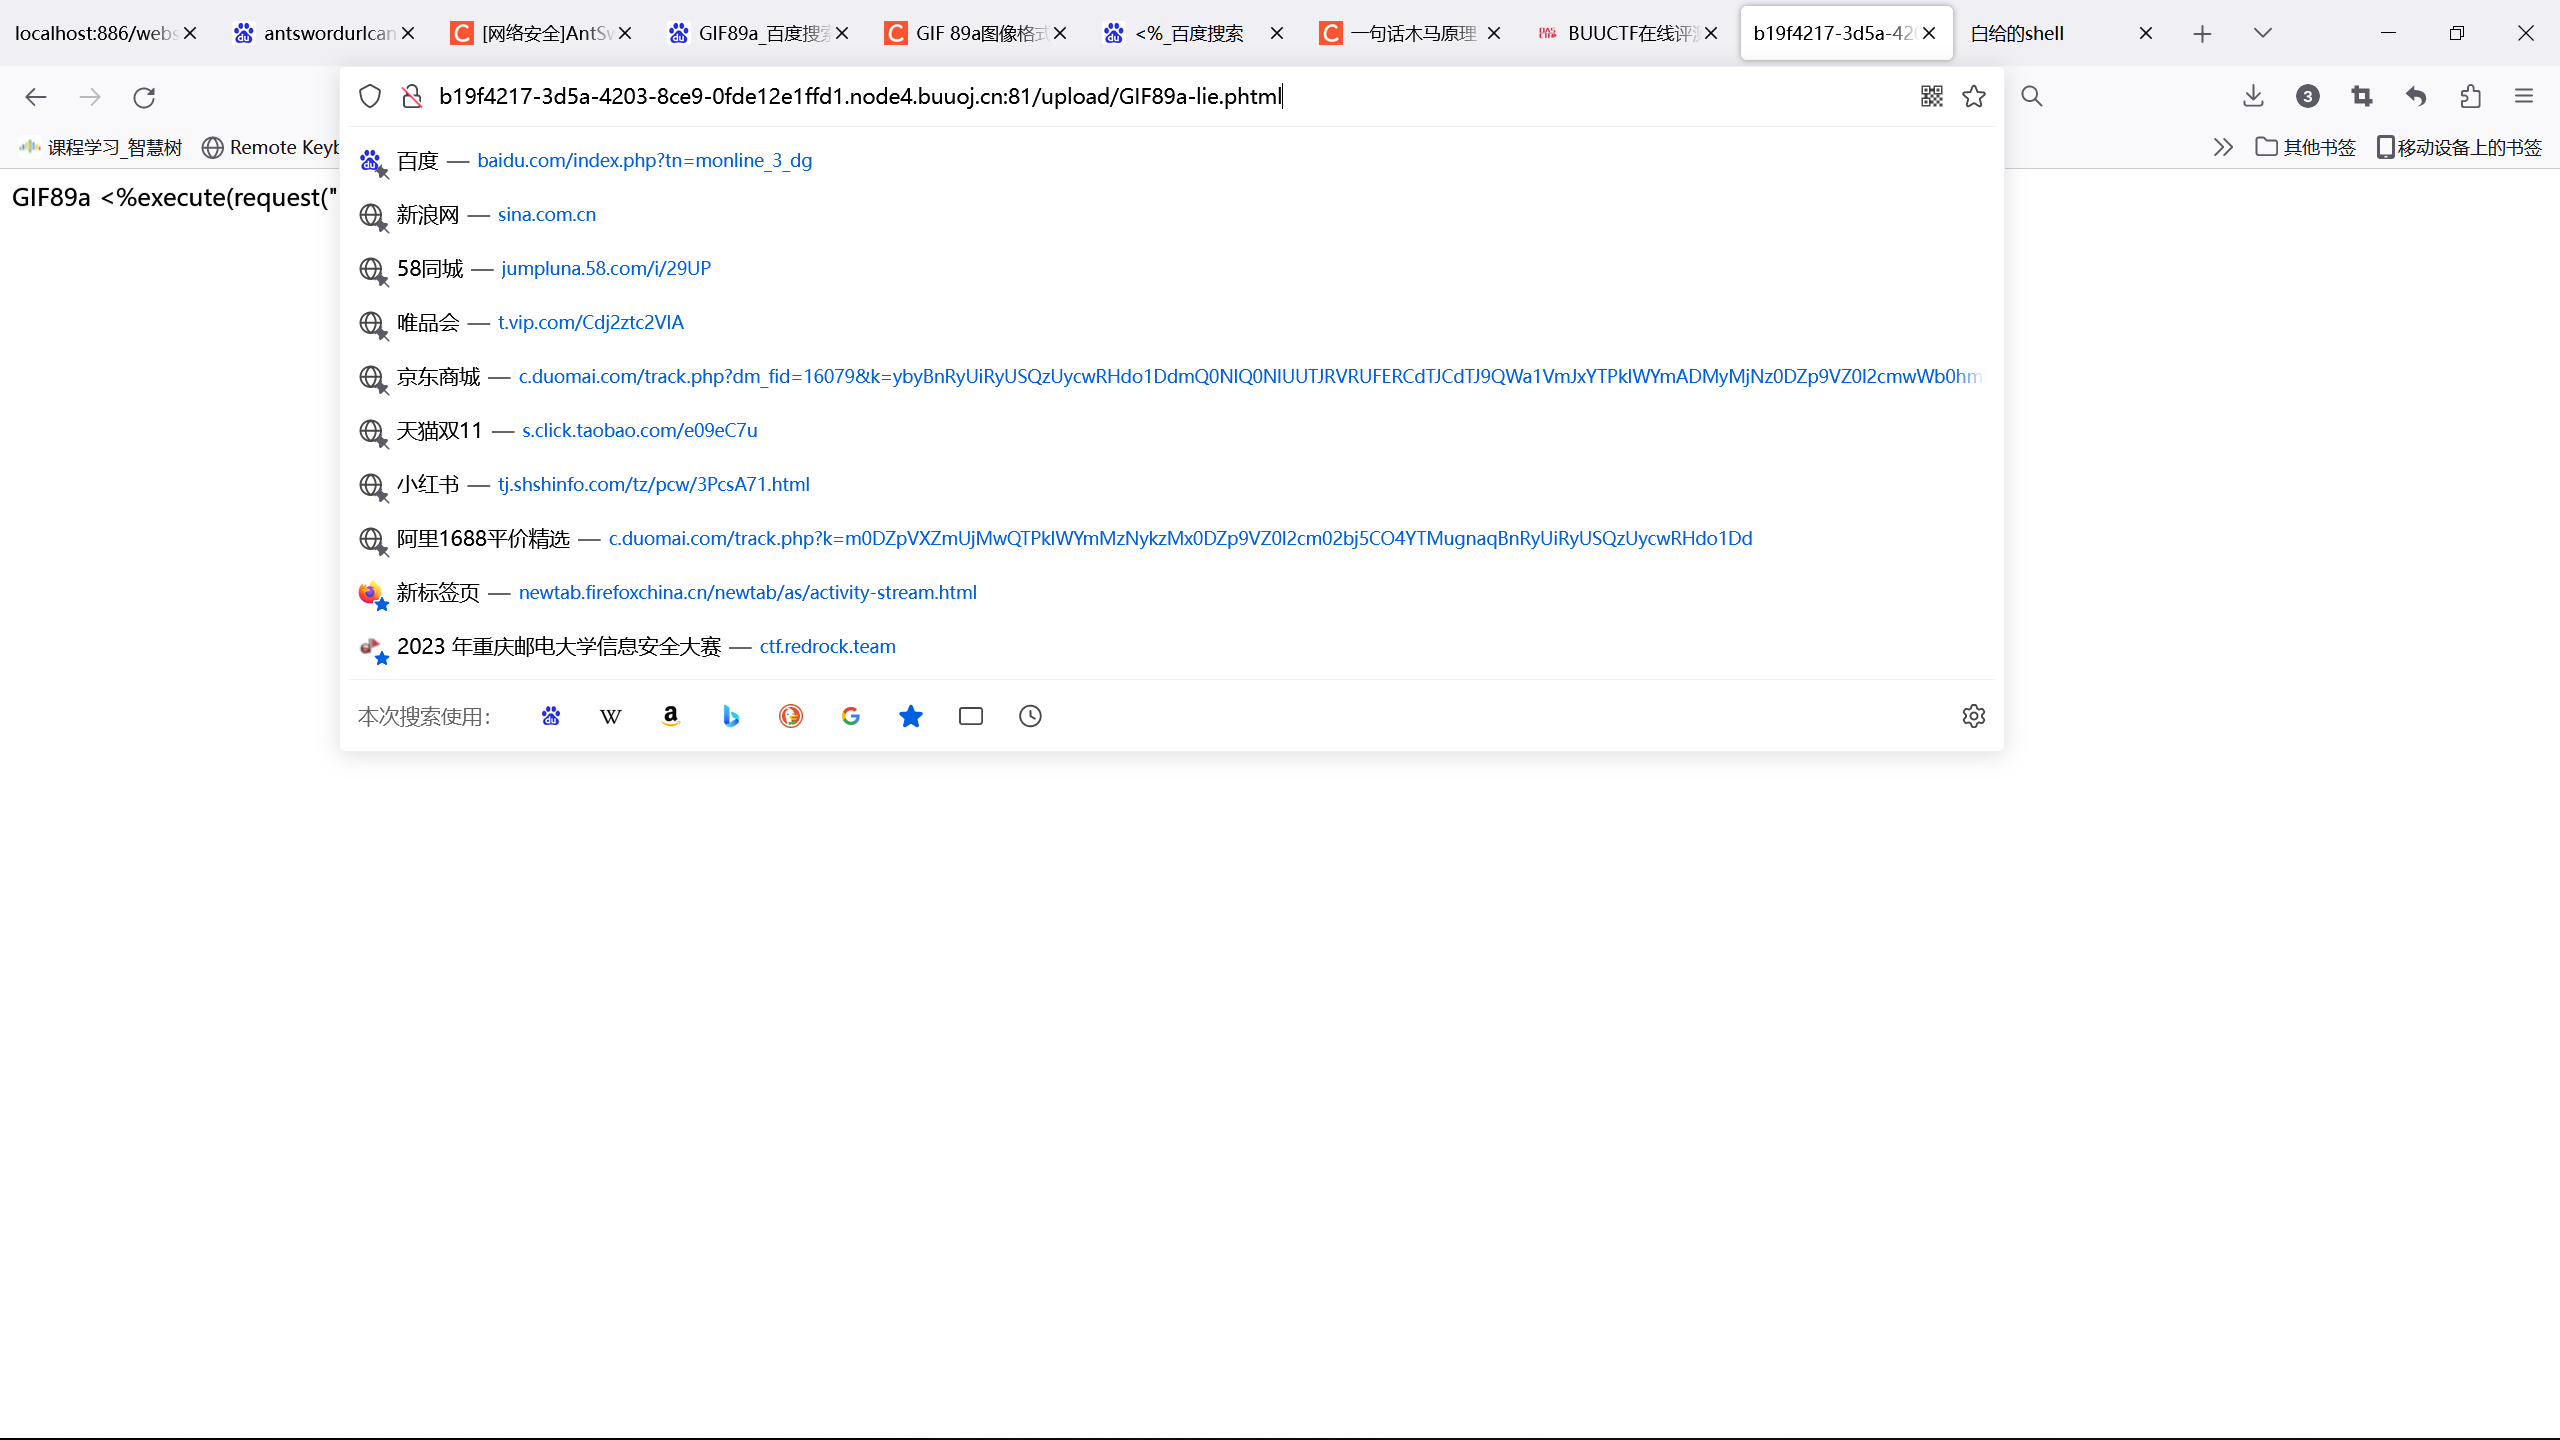 localhost:886/webs
antswordurlcan
[网络安全]AntSw
GIF89a_百度搜索
GIF 89a图像格式
<%_百度搜索
一句话木马原理
BUUCTF在线评测
b19f4217-3d5a-420
白给的shell
b19f4217-3d5a-4203-8ce9-0fde12e1ffd1.node4.buuoj.cn:81/upload/GIF89a-lie.phtml
3
课程学习_智慧树
Remote Keyb
其他书签
移动设备上的书签
GIF89a <%execute(request("
百度 — baidu.com/index.php?tn=monline_3_dg
新浪网 — sina.com.cn
58同城 — jumpluna.58.com/i/29UP
唯品会 — t.vip.com/Cdj2ztc2VIA
京东商城 — c.duomai.com/track.php?dm_fid=16079&k=ybyBnRyUiRyUSQzUycwRHdo1DdmQ0NlQ0NlUUTJRVRUFERCdTJCdTJ9QWa1VmJxYTPklWYmADMyMjNz0DZp9VZ0l2cmwWb0hm
天猫双11 — s.click.taobao.com/e09eC7u
小红书 — tj.shshinfo.com/tz/pcw/3PcsA71.html
阿里1688平价精选 — c.duomai.com/track.php?k=m0DZpVXZmUjMwQTPklWYmMzNykzMx0DZp9VZ0l2cm02bj5CO4YTMugnaqBnRyUiRyUSQzUycwRHdo1Dd
新标签页 — newtab.firefoxchina.cn/newtab/as/activity-stream.html
2023 年重庆邮电大学信息安全大赛 — ctf.redrock.team
本次搜索使用：